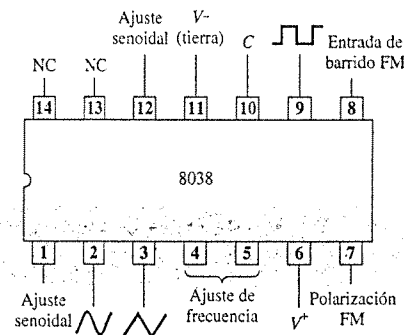 Ajuste
senoidal
V–
(tierra)
C
Entrada de
barrido FM
NC
NC
14
13
12
11
10
9
8
8038
1
2
3
4
5
6
7
Ajuste
senoidal
Ajuste de
frecuencia
V+
Polarización
FM